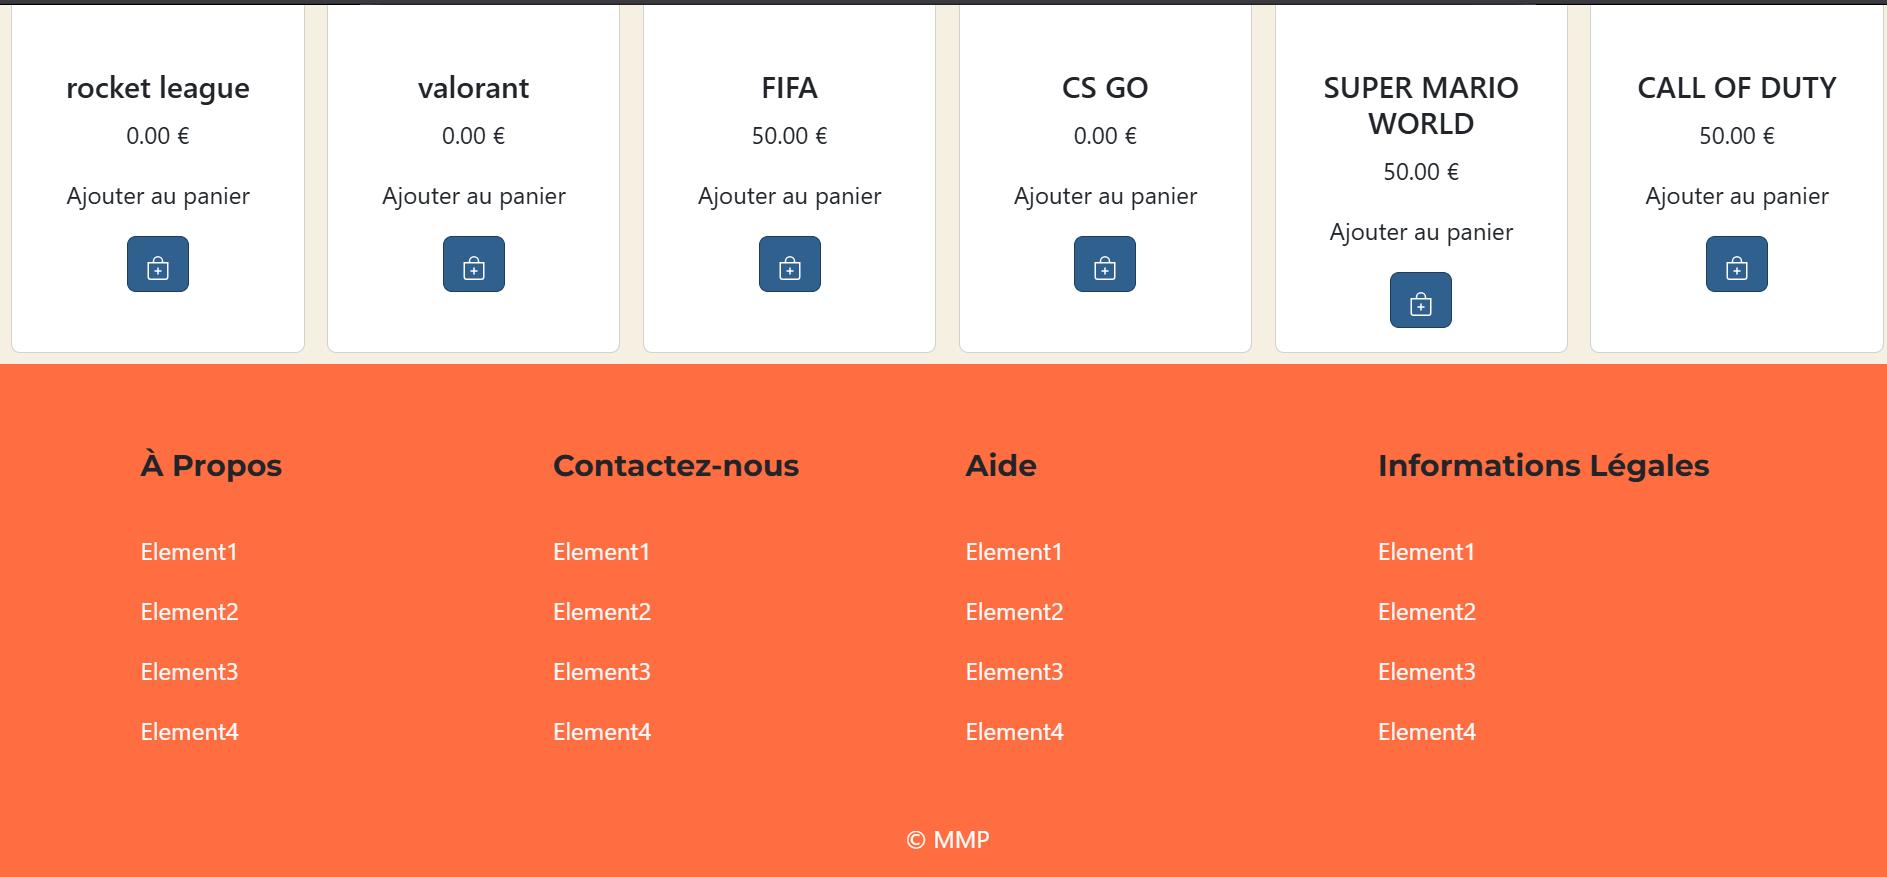 rocket league
0.00 €
Ajouter au panier
valorant
0.00 €
Ajouter au panier
FIFA
50.00 €
Ajouter au panier
CS GO
0.00 €
Ajouter au panier
SUPER MARIO
WORLD
50.00 €
Ajouter au panier
CALL OF DUTY
50.00 €
Ajouter au panier
À Propos
Element1
Element2
Element3
Element4
Contactez-nous
Element1
Element2
Element3
Element4
Aide
Element1
Element2
Element3
Element4
Informations Légales
Element1
Element2
Element3
Element4
© MMP